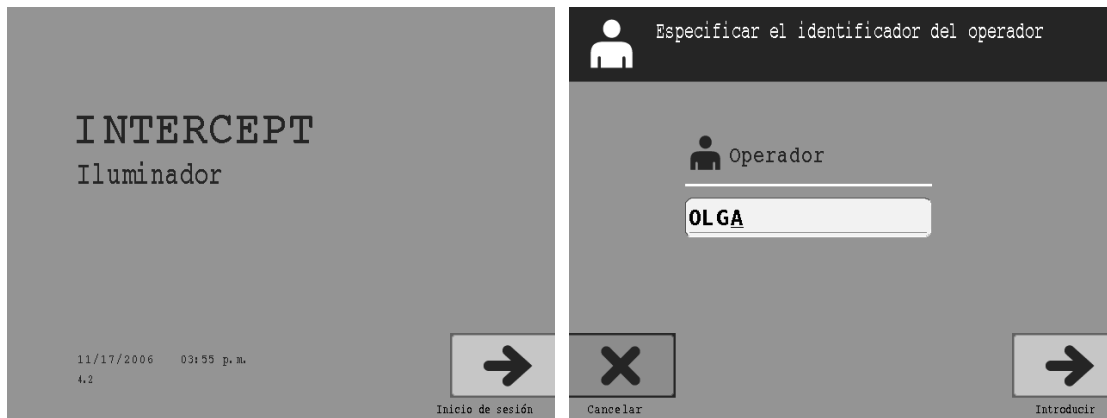 INTERCEPT
Iluminador
11/17/2006 03:55 p.m.
4.2
Inicio de sesión
Especificar el identificador del operador
Operador
OLGA
Cancelar
Introducir